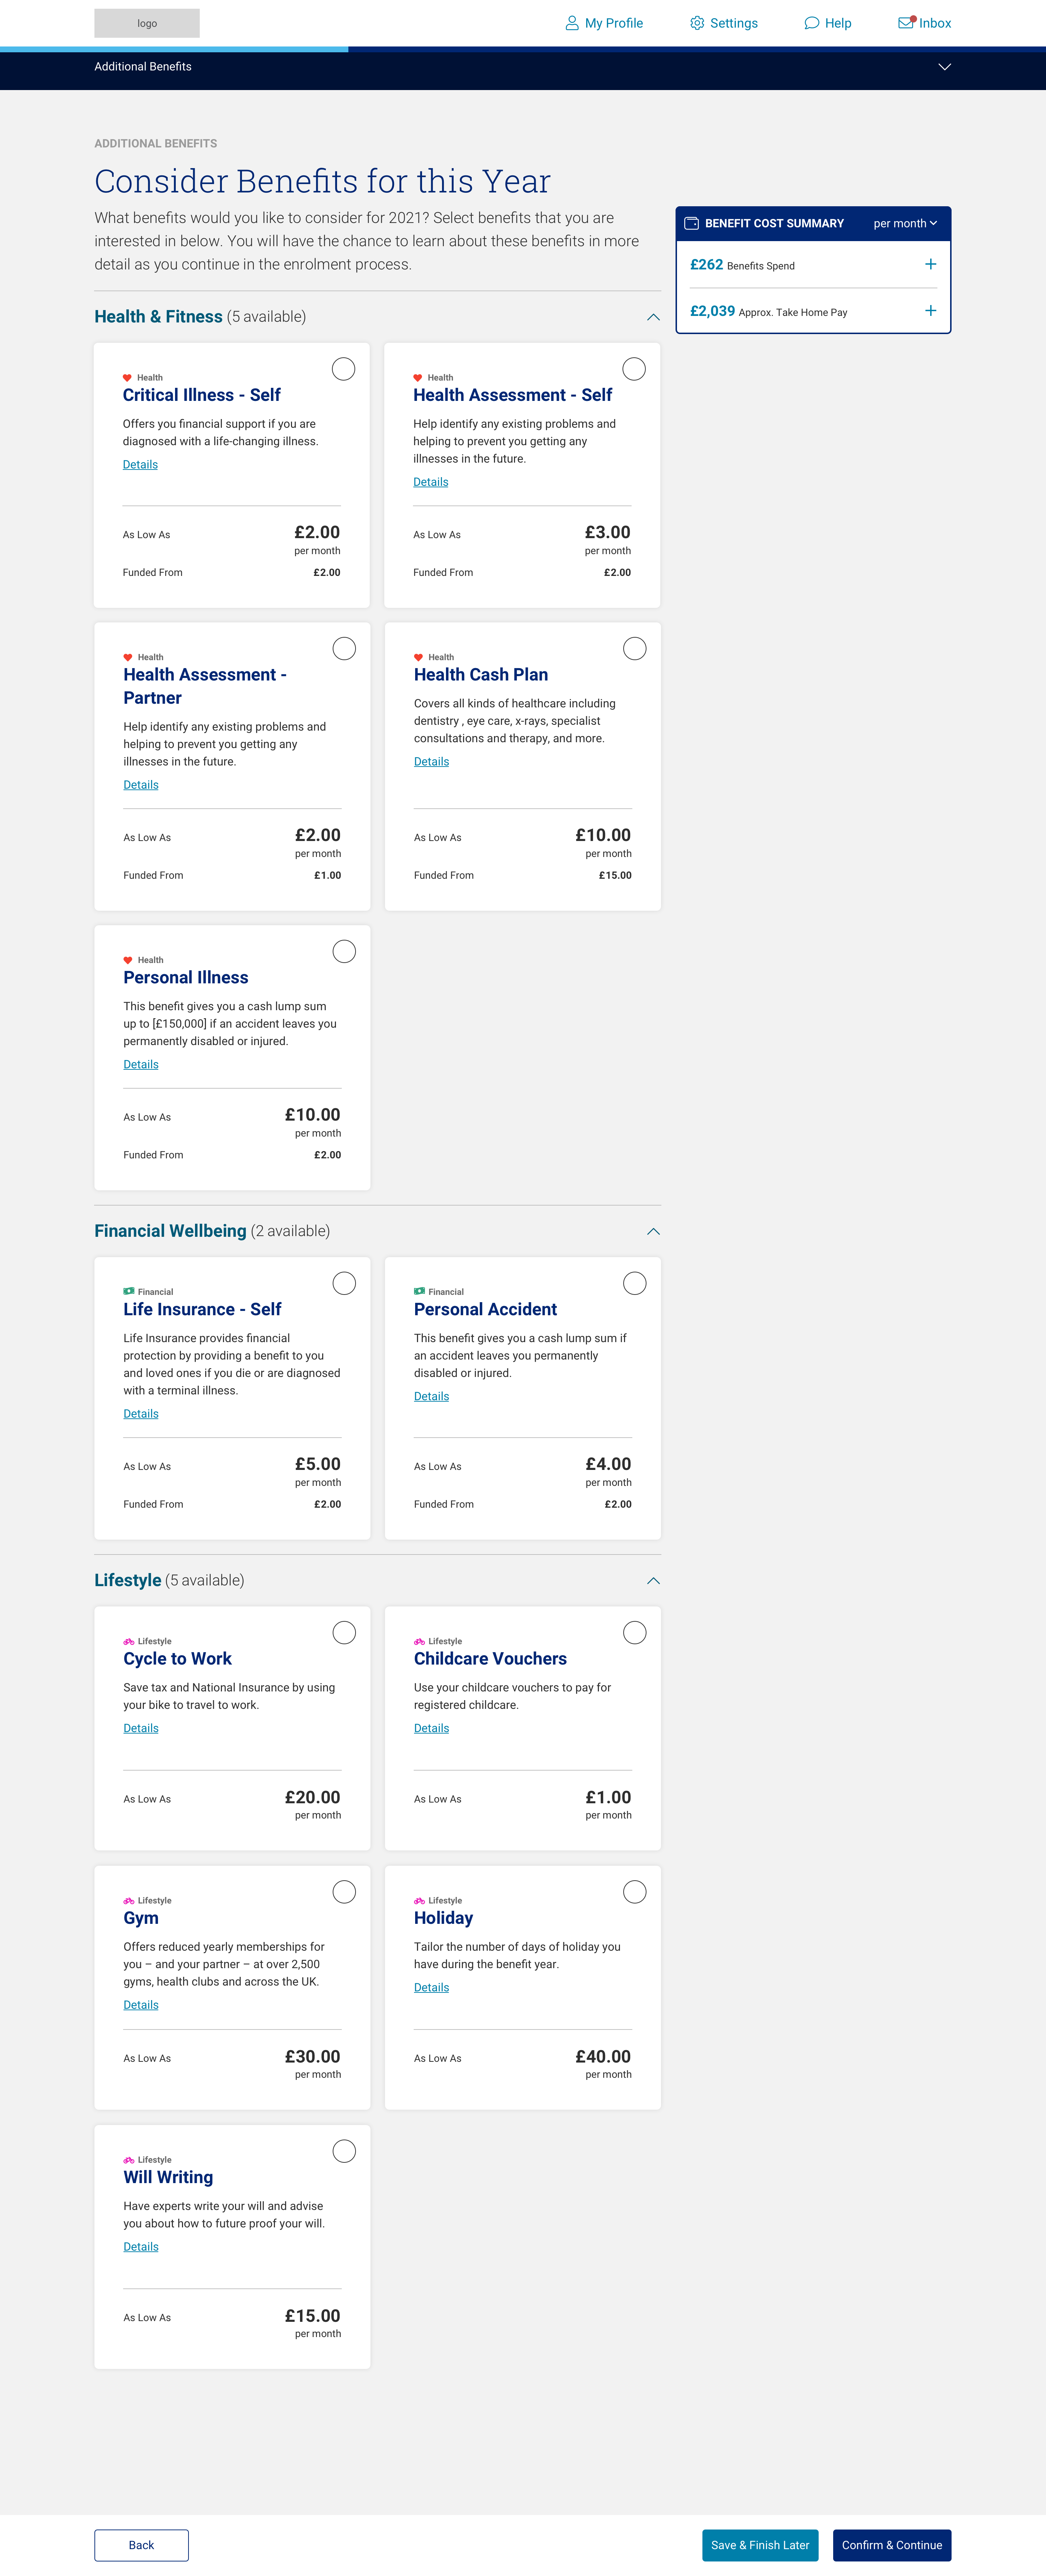 logo
My Profile
Settings
Help
Inbox
Additional Benefits
ADDITIONAL BENEFITS
Consider Benefits for this Year
What benefits would you like to consider for 2021? Select benefits that you are
interested in below. You will have the chance to learn about these benefits in more
detail as you continue in the enrolment process.
BENEFIT COST SUMMARY
per month
£262 Benefits Spend
£2,039 Approx. Take Home Pay
Health & Fitness (5 available)
Health
Critical Illness - Self
Offers you financial support if you are
diagnosed with a life-changing illness.
Details
As Low As
£2.00
per month
Funded From
£2.00
Health
Health Assessment - Self
Help identify any existing problems and
helping to prevent you getting any
illnesses in the future.
Details
As Low As
£3.00
per month
Funded From
£2.00
Health
Health Assessment -
Partner
Help identify any existing problems and
helping to prevent you getting any
illnesses in the future.
Details
As Low As
£2.00
per month
Funded From
£1.00
Health
Health Cash Plan
Covers all kinds of healthcare including
dentistry , eye care, x-rays, specialist
consultations and therapy, and more.
Details
As Low As
£10.00
per month
Funded From
£15.00
Health
Personal Illness
This benefit gives you a cash lump sum
up to [£150,000] if an accident leaves you
permanently disabled or injured.
Details
As Low As
£10.00
per month
Funded From
£2.00
Financial Wellbeing (2 available)
Financial
Life Insurance - Self
Life Insurance provides financial
protection by providing a benefit to you
and loved ones if you die or are diagnosed
with a terminal illness.
Details
As Low As
£5.00
per month
Funded From
£2.00
Financial
Personal Accident
This benefit gives you a cash lump sum if
an accident leaves you permanently
disabled or injured.
Details
As Low As
£4.00
per month
Funded From
£2.00
Lifestyle (5 available)
Lifestyle
Cycle to Work
Save tax and National Insurance by using
your bike to travel to work.
Details
As Low As
£20.00
per month
Lifestyle
Childcare Vouchers
Use your childcare vouchers to pay for
registered childcare.
Details
As Low As
£1.00
per month
Lifestyle
Gym
Offers reduced yearly memberships for
you – and your partner – at over 2,500
gyms, health clubs and across the UK.
Details
As Low As
£30.00
per month
Lifestyle
Holiday
Tailor the number of days of holiday you
have during the benefit year.
Details
As Low As
£40.00
per month
Lifestyle
Will Writing
Have experts write your will and advise
you about how to future proof your will.
Details
As Low As
£15.00
per month
Back
Save & Finish Later
Confirm & Continue